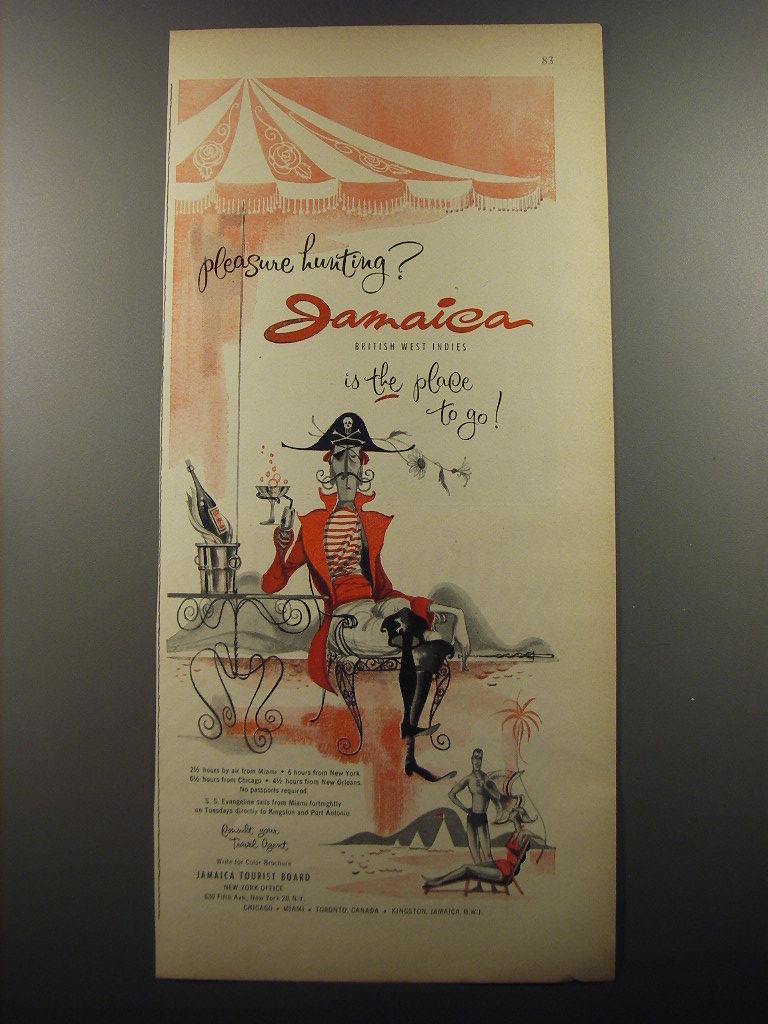 83
pleasure hunting?
Jamaica
BRITISH WEST INDIES
is the place
to go!
2½ hours by air from Miami • 6 hours from New York
6½ hours from Chicago • 4½ hours from New Orleans.
No passports required.
S. S. Evangeline sails from Miami fortnightly
on Tuesdays directly to Kingston and Port Antonio
Consult your
Travel Agent
Write for Color Brochure
JAMAICA TOURIST BOARD
NEW YORK OFFICE
630 Fifth Ave., New York 20, N.Y.
CHICAGO • MIAMI • TORONTO, CANADA • KINGSTON, JAMAICA, B.W.I.